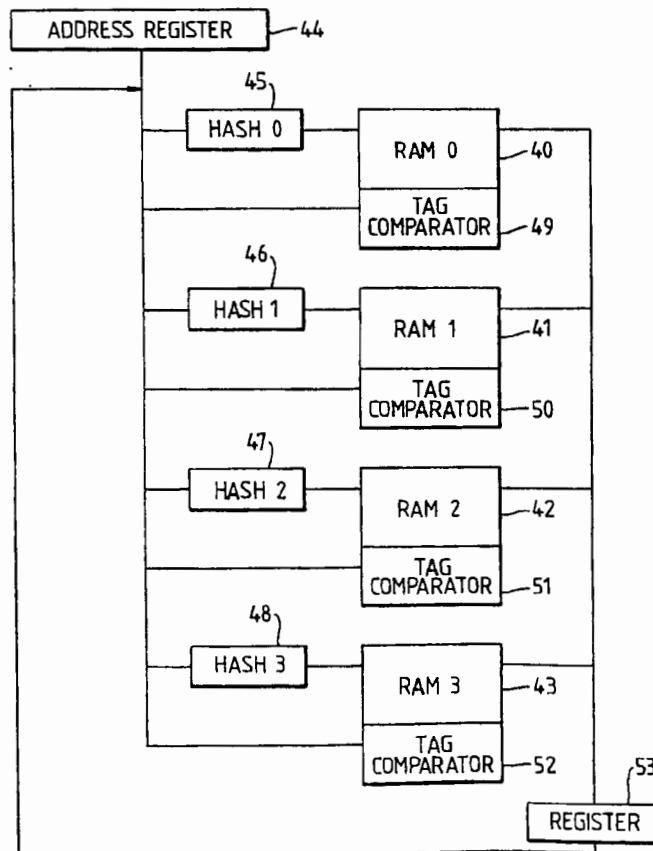 ADDRESS REGISTER 44
45
HASH 0
RAM 0 40
TAG
COMPARATOR 49
46
HASH 1
RAM 1 41
TAG
COMPARATOR 50
47
HASH 2
RAM 2 42
TAG
COMPARATOR 51
48
HASH 3
RAM 3 43
TAG
COMPARATOR 52
53
REGISTER